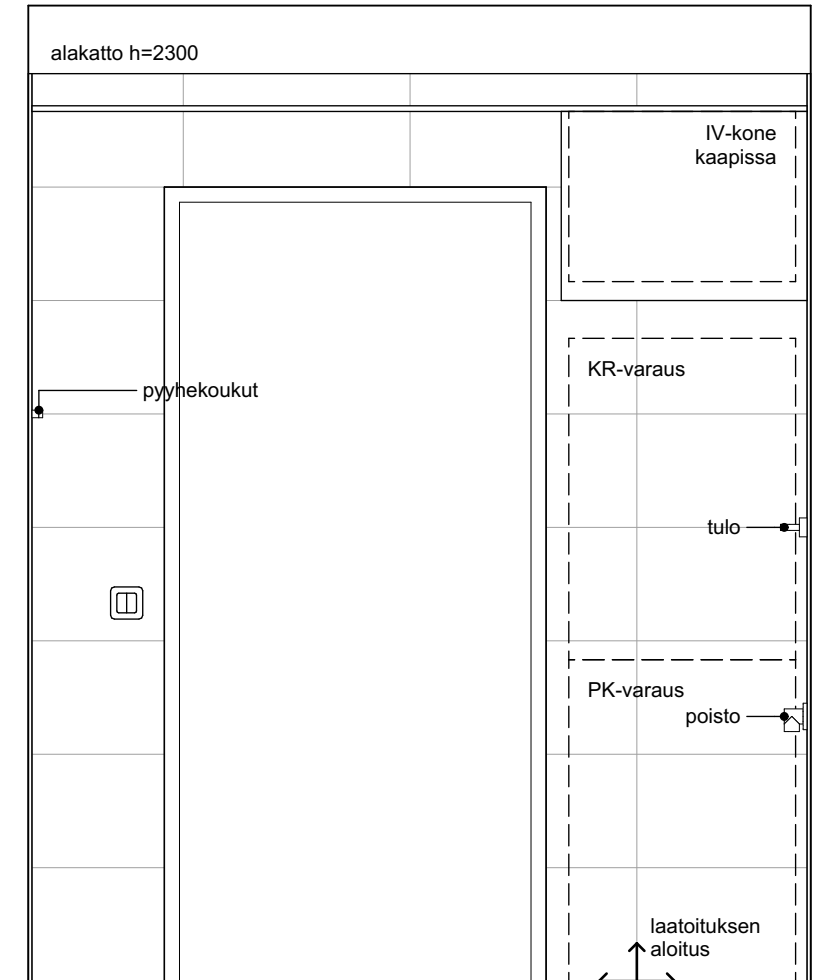 alakatto h=2300
IV-kone
kaapissa
KR-varaus
pyyhekoukut
tulo
PK-varaus
poisto
laatoituksen
aloitus